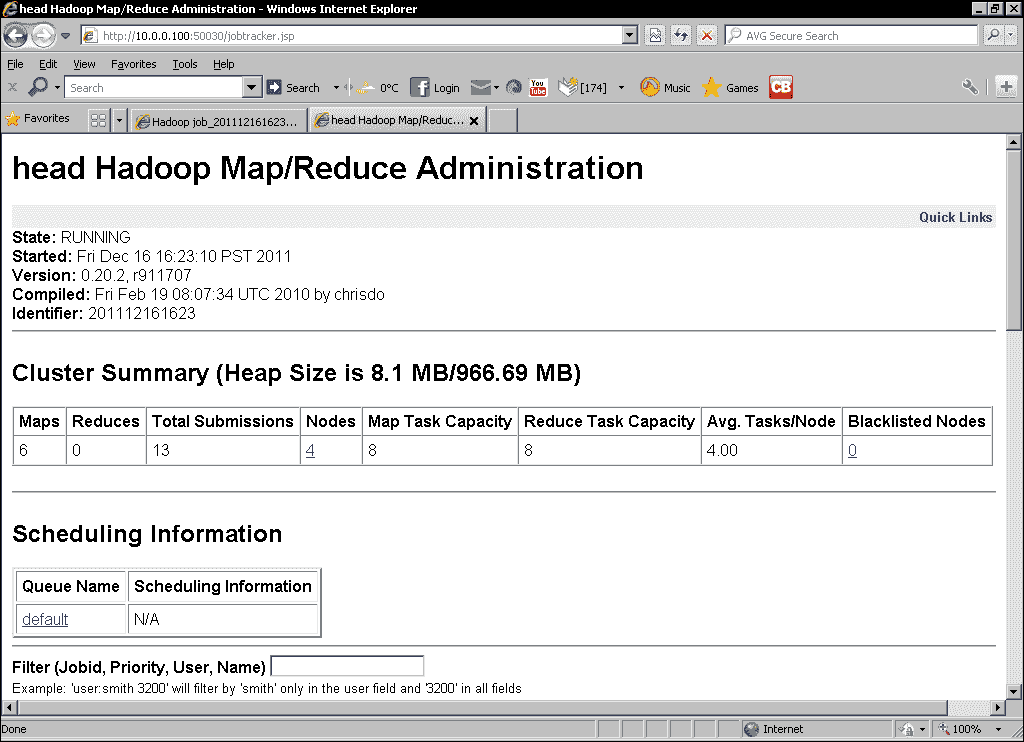 head Hadoop Map/Reduce Administration - Windows Internet Explorer
http://10.0.0.100:50030/jobtracker.jsp
AVG Secure Search
File Edit View Favorites Tools Help
Search Search 0°C Login You Tube [174] Music Games CB
Favorites Hadoop job_201112161623... head Hadoop Map/Reduc...
head Hadoop Map/Reduce Administration
Quick Links
State: RUNNING
Started: Fri Dec 16 16:23:10 PST 2011
Version: 0.20.2, r911707
Compiled: Fri Feb 19 08:07:34 UTC 2010 by chrisdo
Identifier: 201112161623
Cluster Summary (Heap Size is 8.1 MB/966.69 MB)
Maps Reduces Total Submissions Nodes Map Task Capacity Reduce Task Capacity Avg. Tasks/Node Blacklisted Nodes
6 0 13 4 8 8 4.00 0
Scheduling Information
Queue Name Scheduling Information
default N/A
Filter (Jobid, Priority, User, Name)
Example: 'user:smith 3200' will filter by 'smith' only in the user field and '3200' in all fields
Done Internet 100%